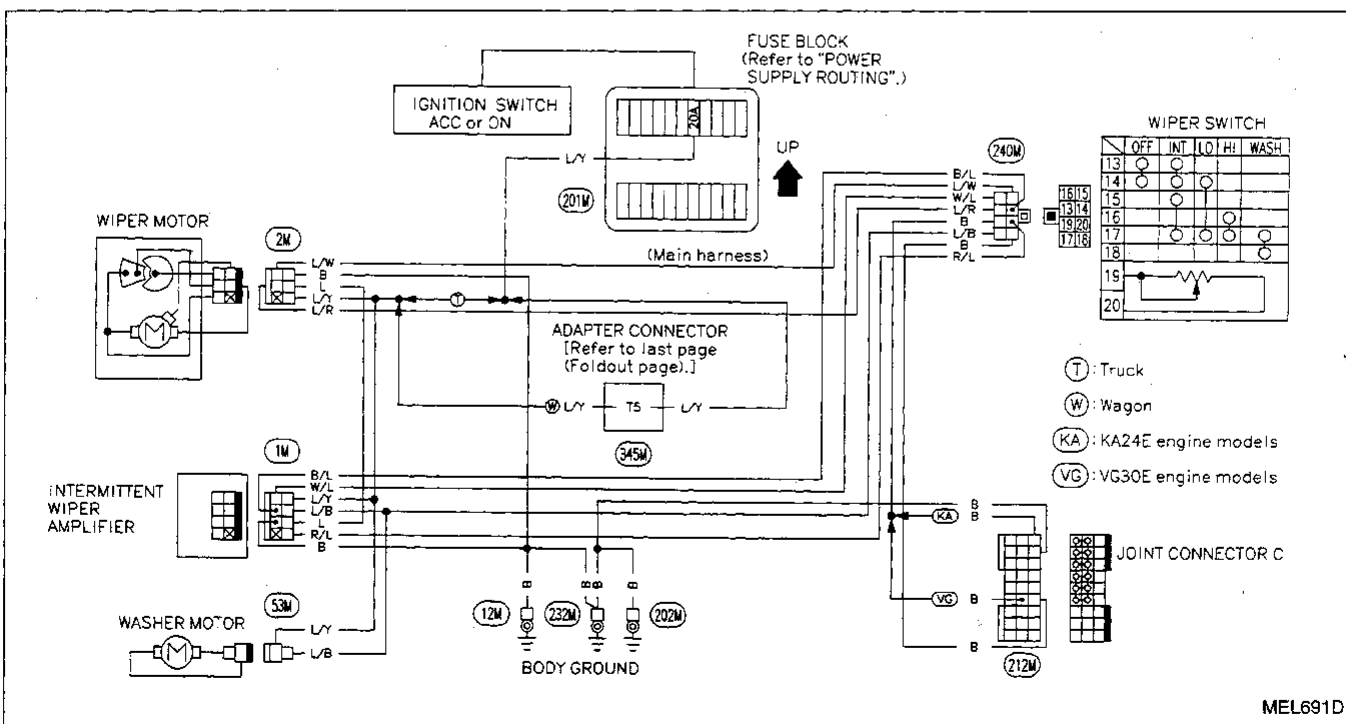 FUSE BLOCK
(Refer to "POWER
SUPPLY ROUTING".)
IGNITION SWITCH
ACC or ON
20A
L/Y
UP
201M
(Main harness)
WIPER SWITCH
OFF INT LO HI WASH
13
14
15
16
17
18
19
20
240M
B/L
L/W
W/L
L/R
B
L/B
B
R/L
16 15
13 14
19 20
17 18
WIPER MOTOR
M
2M
L/W
B
L
L/Y
L/R
T
ADAPTER CONNECTOR
[Refer to last page
(Foldout page).]
W L/Y T5 L/Y
345M
T : Truck
W : Wagon
KA : KA24E engine models
VG : VG30E engine models
INTERMITTENT
WIPER
AMPLIFIER
1M
B/L
W/L
L/Y
L/B
L
R/L
B
B
KA B
JOINT CONNECTOR C
VG B
B
212M
WASHER MOTOR
M
53M
L/Y
L/B
B B B
12M 232M 202M
BODY GROUND
MEL691D